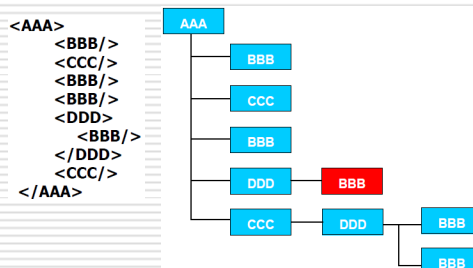 <AAA>
<BBB/>
<CCC/>
<BBB/>
<BBB/>
<DDD>
<BBB/>
</DDD>
<CCC/>
</AAA>
AAA
BBB
CCC
BBB
DDD BBB
CCC DDD BBB
BBB